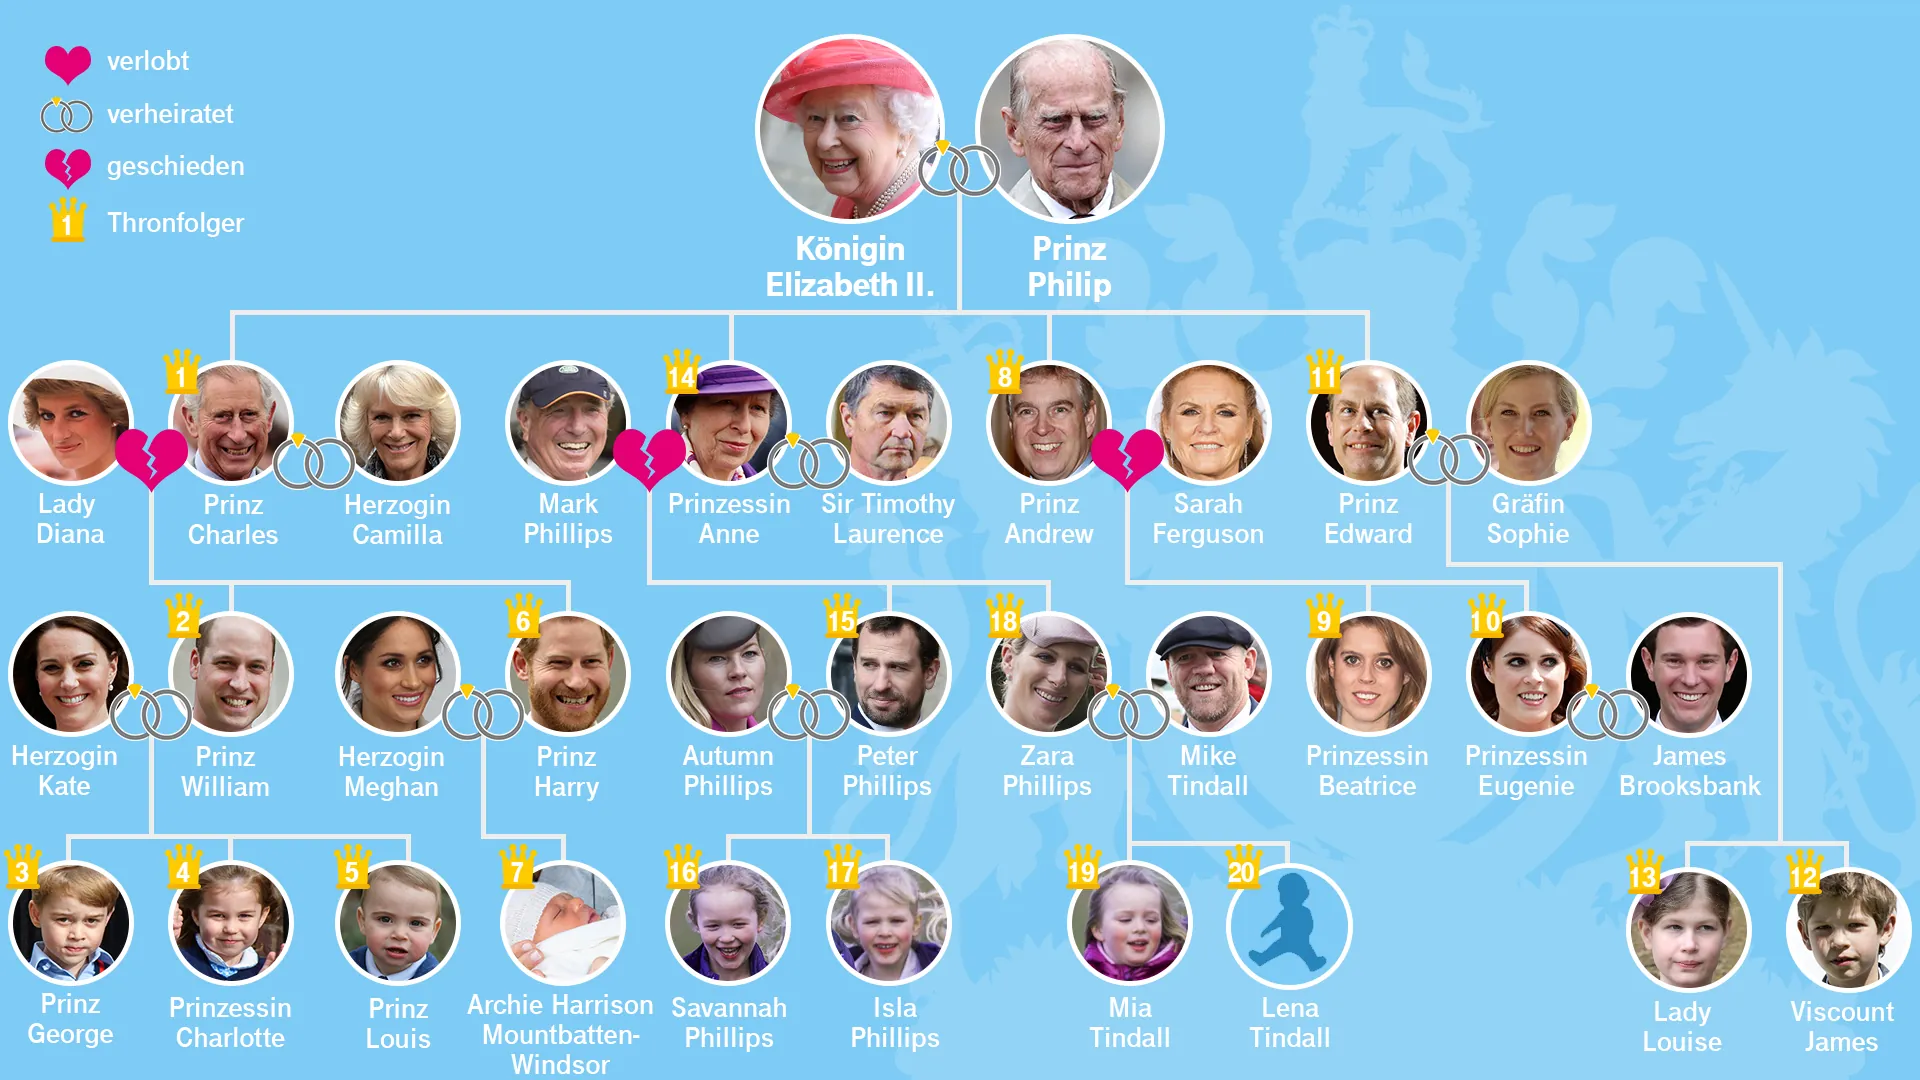 verlobt
verheiratet
geschieden
1
Thronfolger
Königin
Elizabeth II.
Prinz
Philip
1
14
8
11
Lady
Diana
Prinz
Charles
Herzogin
Camilla
Mark
Phillips
Prinzessin
Anne
Sir Timothy
Laurence
Prinz
Andrew
Sarah
Ferguson
Prinz
Edward
Gräfin
Sophie
2
6
15
18
9
10
Herzogin
Kate
Prinz
William
Herzogin
Meghan
Prinz
Harry
Autumn
Phillips
Peter
Phillips
Zara
Phillips
Mike
Tindall
Prinzessin
Beatrice
Prinzessin
Eugenie
James
Brooksbank
3
4
5
7
16
17
19
20
13
12
Prinz
George
Prinzessin
Charlotte
Prinz
Louis
Archie Harrison
Mountbatten-
Windsor
Savannah
Phillips
Isla
Phillips
Mia
Tindall
Lena
Tindall
Lady
Louise
Viscount
James